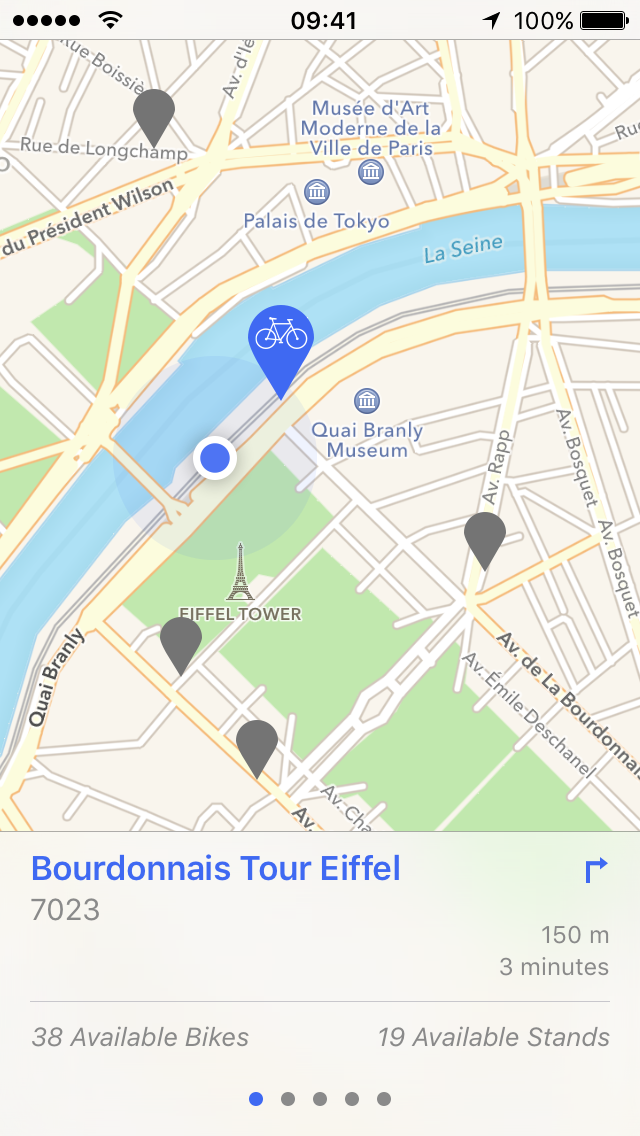 09:41
100%
Rue Boissiè
Av. d'Ié
Musée d'Art
Moderne de la
Ville de Paris
Rue de Longchamp
Palais de Tokyo
du Président Wilson
La Seine
Quai Branly
Museum
Av. Rapp
Av. Bosquet
Av. Bosquet
EIFFEL TOWER
Quai Branly
Av. de La Bourdonnais
Av. Émile Deschanel
Av. Cha
Av.
Bourdonnais Tour Eiffel
7023
150 m
3 minutes
38 Available Bikes
19 Available Stands